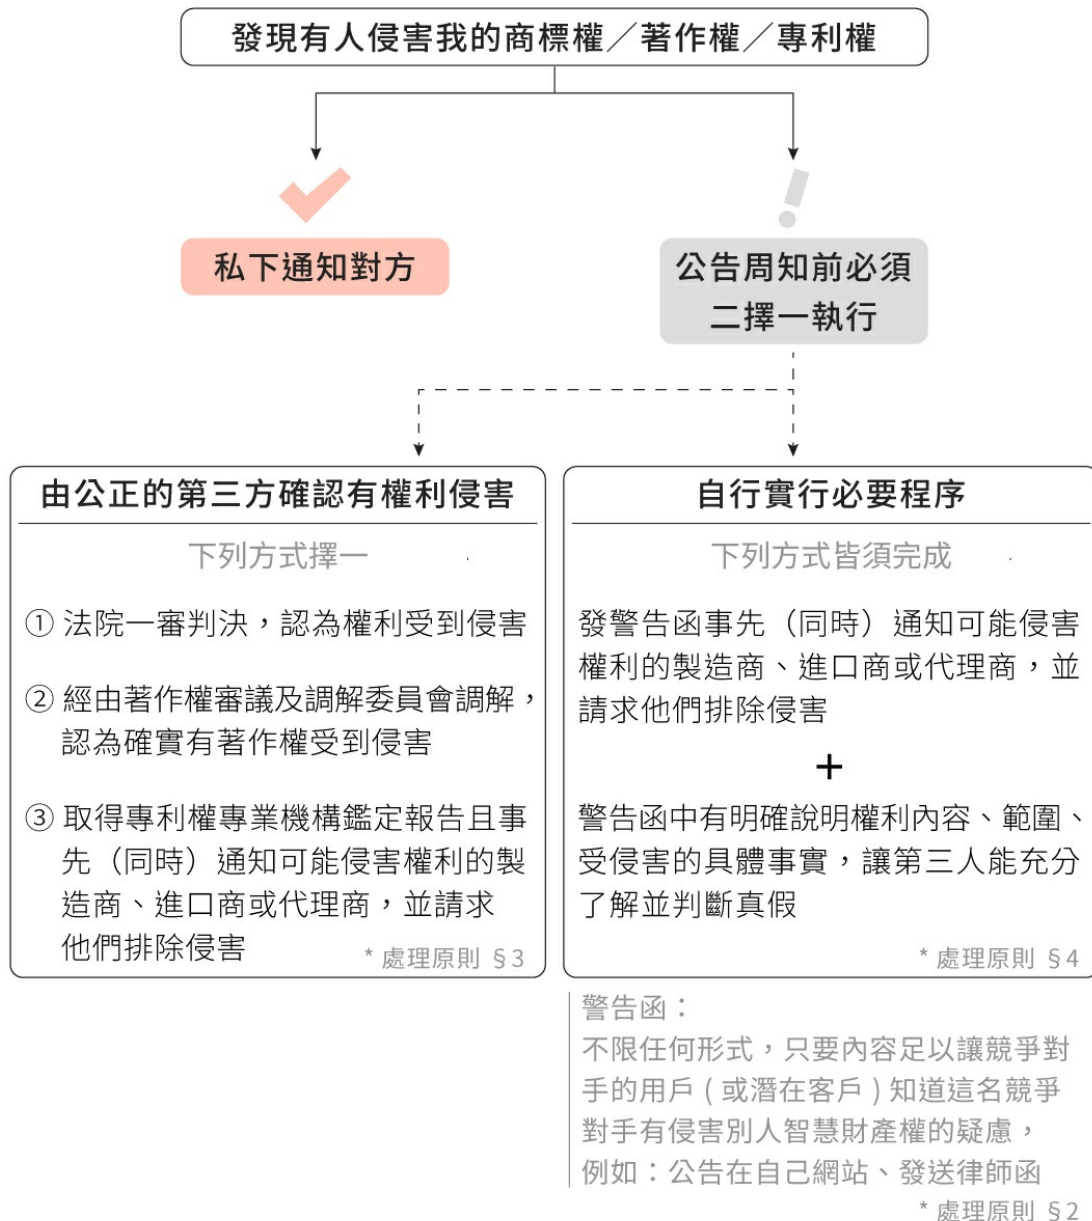 發現有人侵害我的商標權／著作權／專利權
私下通知對方
公告周知前必須
二擇一執行
由公正的第三方確認有權利侵害
下列方式擇一
① 法院一審判決，認為權利受到侵害
② 經由著作權審議及調解委員會調解，
認為確實有著作權受到侵害
③ 取得專利權專業機構鑑定報告且事
先（同時）通知可能侵害權利的製
造商、進口商或代理商，並請求
他們排除侵害
* 處理原則 §3
自行實行必要程序
下列方式皆須完成
發警告函事先（同時）通知可能侵害
權利的製造商、進口商或代理商，並
請求他們排除侵害
+
警告函中有明確說明權利內容、範圍、
受侵害的具體事實，讓第三人能充分
了解並判斷真假
* 處理原則 §4
警告函：
不限任何形式，只要內容足以讓競爭對
手的用戶 ( 或潛在客戶 ) 知道這名競爭
對手有侵害別人智慧財產權的疑慮，
例如：公告在自己網站、發送律師函
* 處理原則 §2